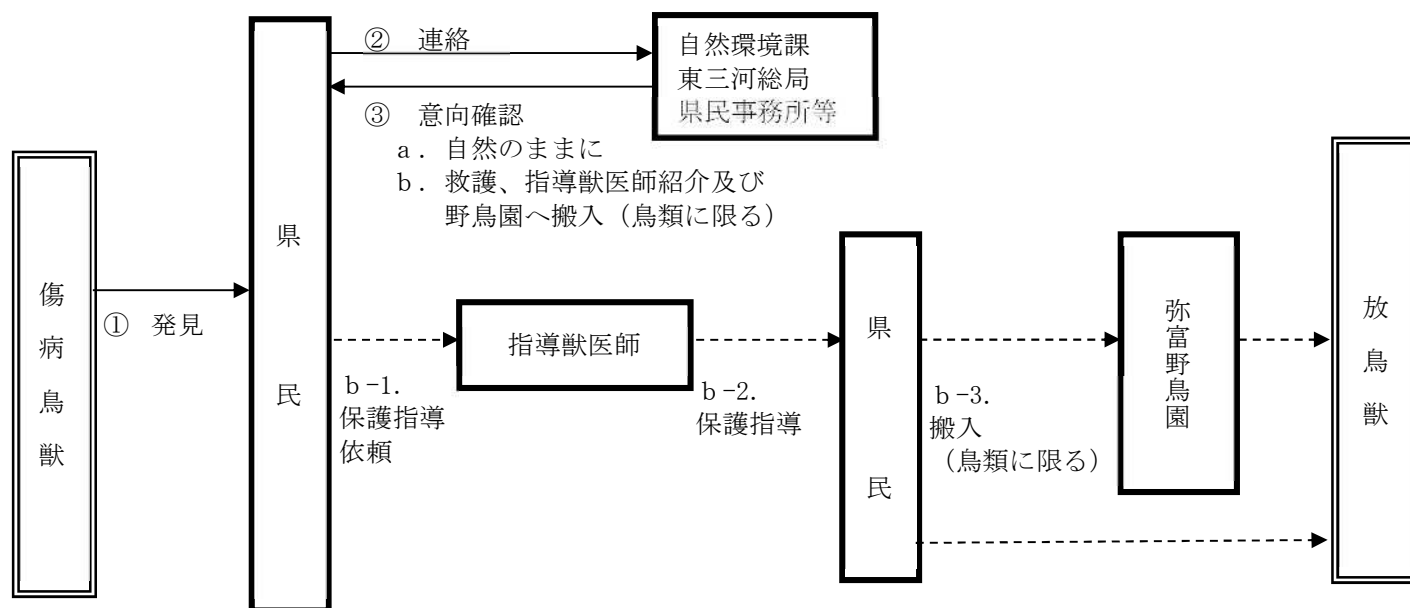 ② 連絡
自然環境課
東三河総局
県民事務所等
③ 意向確認
a．自然のままに
b．救護、指導獣医師紹介及び
野鳥園へ搬入（鳥類に限る）
傷病鳥獣
① 発見
県民
b-1.
保護指導
依頼
指導獣医師
b-2.
保護指導
県民
b-3.
搬入
（鳥類に限る）
弥富野鳥園
放鳥獣